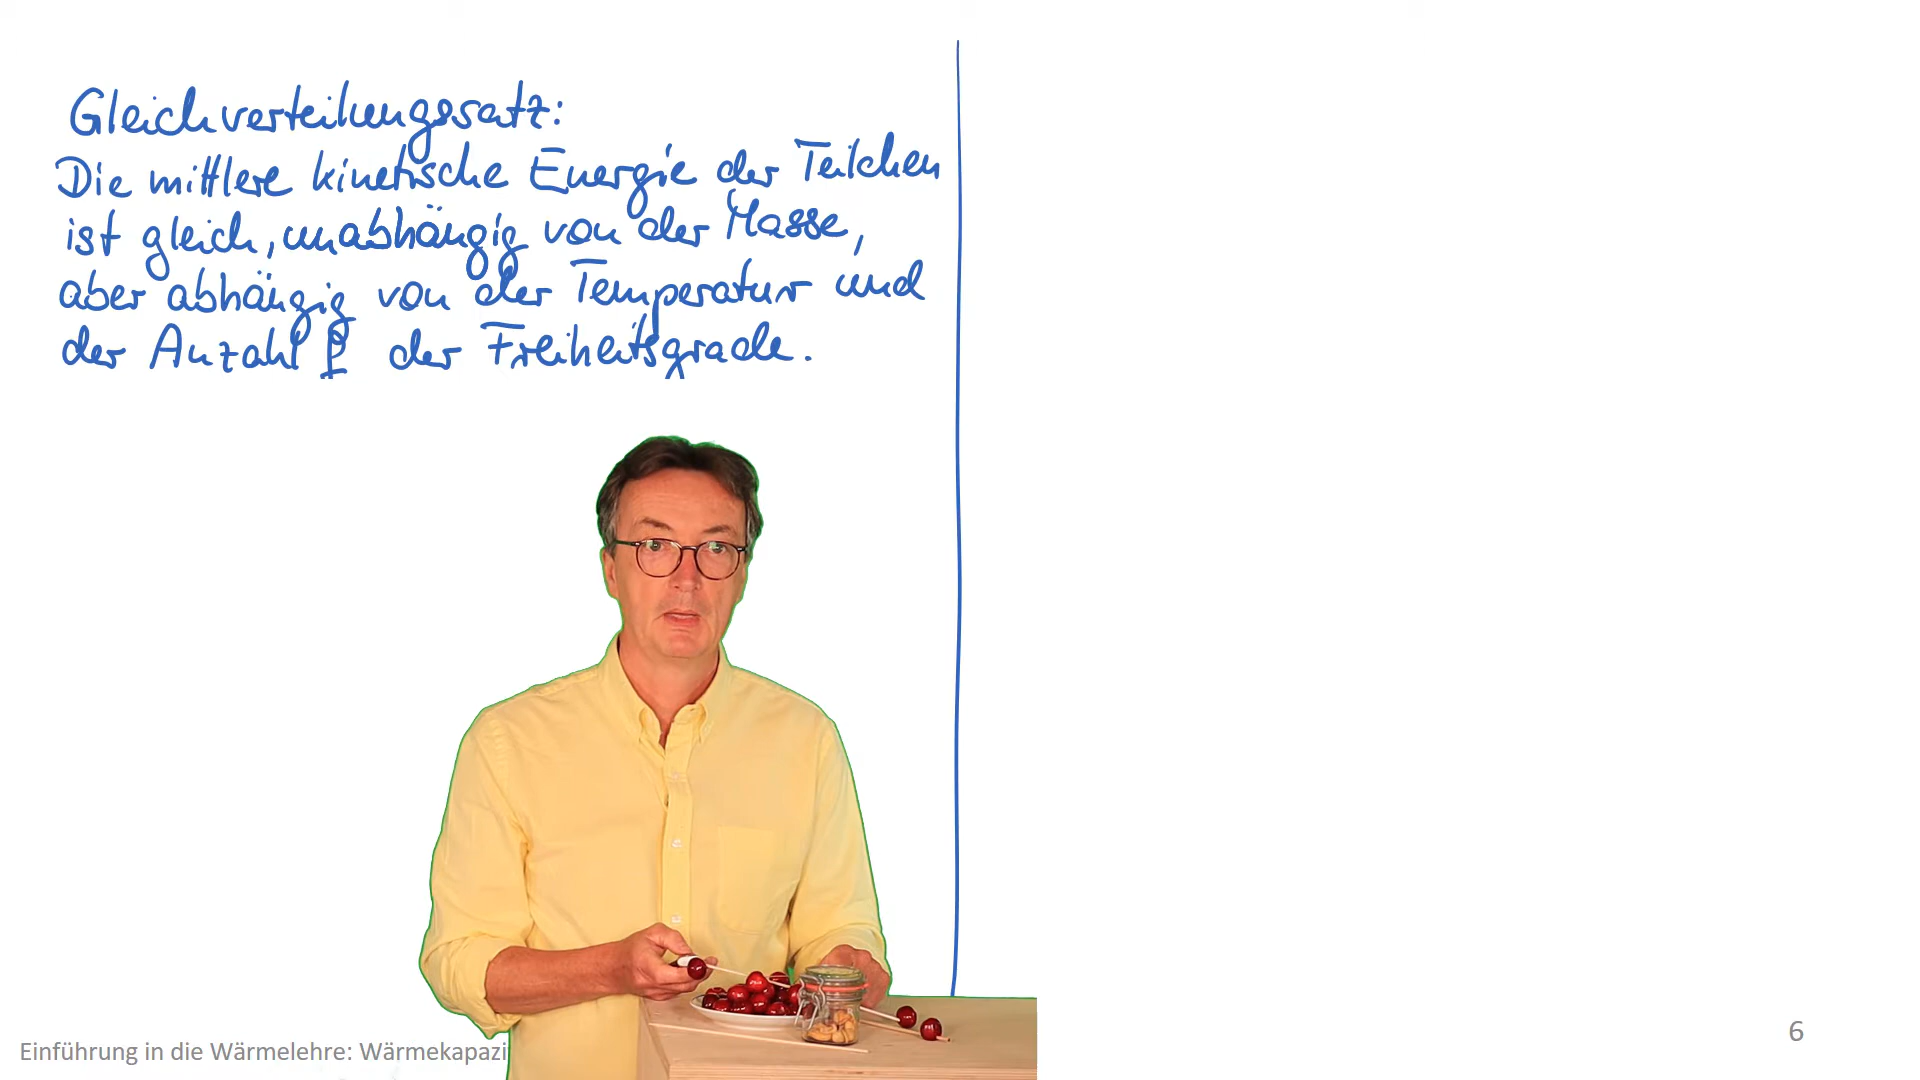 Gleichverteilungssatz:
Die mittlere kinetische Energie der Teilchen
ist gleich, unabhängig von der Masse,
aber abhängig von der Temperatur und
der Anzahl f der Freiheitsgrade.
Einführung in die Wärmelehre: Wärmekapazi
6